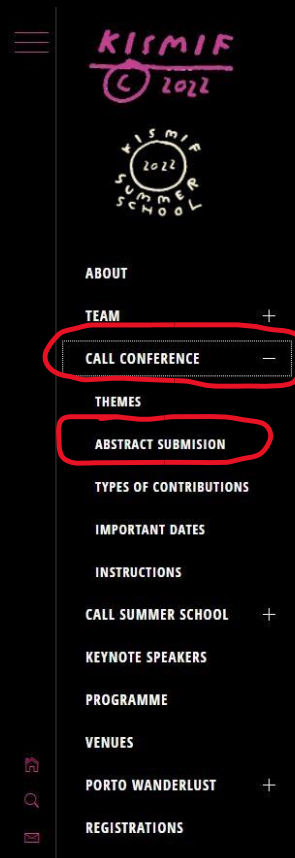 KISMIF
© 2022
KISMIF
2022
SUMMER
SCHOOL
ABOUT
TEAM +
CALL CONFERENCE −
THEMES
ABSTRACT SUBMISION
TYPES OF CONTRIBUTIONS
IMPORTANT DATES
INSTRUCTIONS
CALL SUMMER SCHOOL +
KEYNOTE SPEAKERS
PROGRAMME
VENUES
PORTO WANDERLUST +
REGISTRATIONS